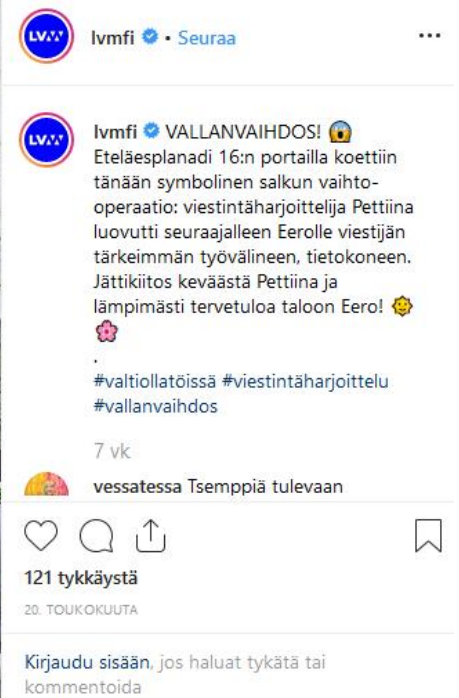 LVM
lvmfi • Seuraa
LVM
lvmfi VALLANVAIHDOS! 😱
Eteläesplanadi 16:n portailla koettiin
tänään symbolinen salkun vaihto-
operaatio: viestintäharjoittelija Pettiina
luovutti seuraajalleen Eerolle viestijän
tärkeimmän työvälineen, tietokoneen.
Jättikiitos keväästä Pettiina ja
lämpimästi tervetuloa taloon Eero! 🌞
🌸
.
#valtiollatöissä #viestintäharjoittelu
#vallanvaihdos
7 vk
vessatessa Tsemppiä tulevaan
121 tykkäystä
20. TOUKOKUUTA
Kirjaudu sisään, jos haluat tykätä tai
kommentoida